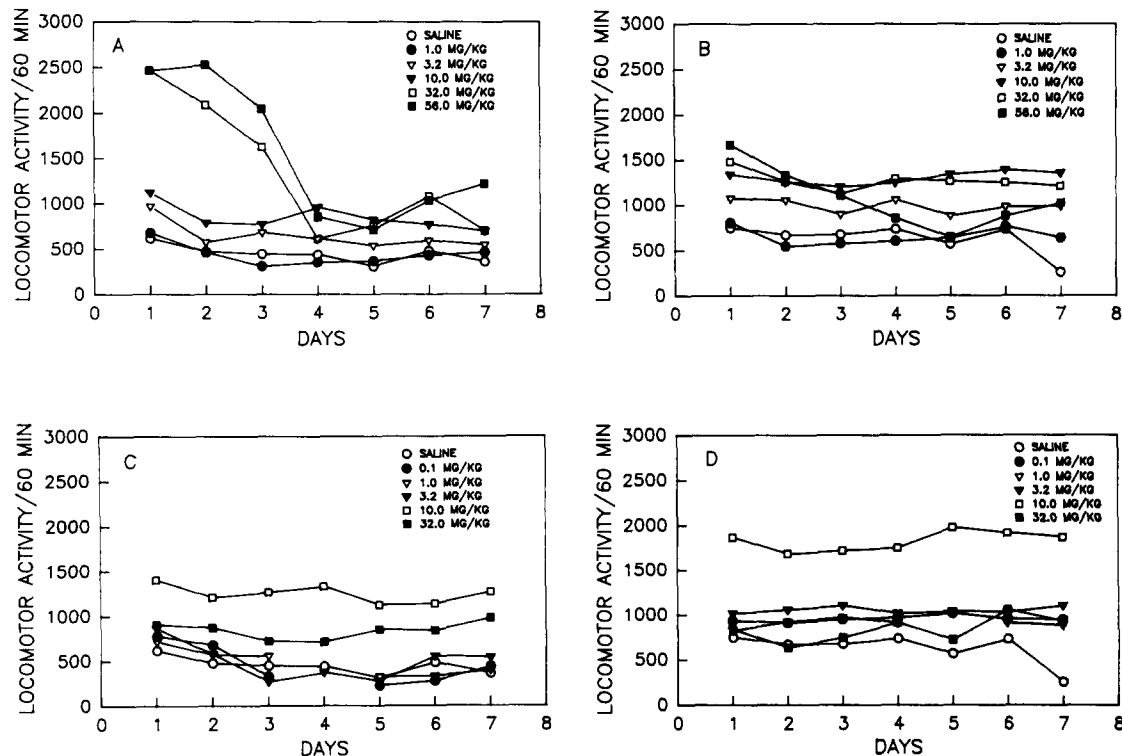 A
LOCOMOTOR ACTIVITY/60 MIN
3000
2500
2000
1500
1000
500
0
SALINE
1.0 MG/KG
3.2 MG/KG
10.0 MG/KG
32.0 MG/KG
56.0 MG/KG
0 1 2 3 4 5 6 7 8
DAYS
B
LOCOMOTOR ACTIVITY/60 MIN
3000
2500
2000
1500
1000
500
0
SALINE
1.0 MG/KG
3.2 MG/KG
10.0 MG/KG
32.0 MG/KG
56.0 MG/KG
0 1 2 3 4 5 6 7 8
DAYS
C
LOCOMOTOR ACTIVITY/60 MIN
3000
2500
2000
1500
1000
500
0
SALINE
0.1 MG/KG
1.0 MG/KG
3.2 MG/KG
10.0 MG/KG
32.0 MG/KG
0 1 2 3 4 5 6 7 8
DAYS
D
LOCOMOTOR ACTIVITY/60 MIN
3000
2500
2000
1500
1000
500
0
SALINE
0.1 MG/KG
1.0 MG/KG
3.2 MG/KG
10.0 MG/KG
32.0 MG/KG
0 1 2 3 4 5 6 7 8
DAYS